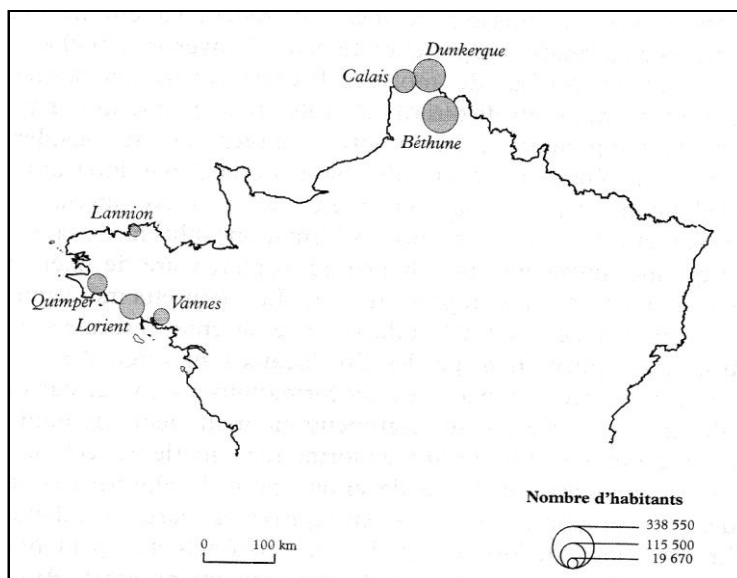 Dunkerque
Calais
Béthune
Lannion
Quimper
Vannes
Lorient
Nombre d'habitants
338 550
115 500
19 670
0 100 km